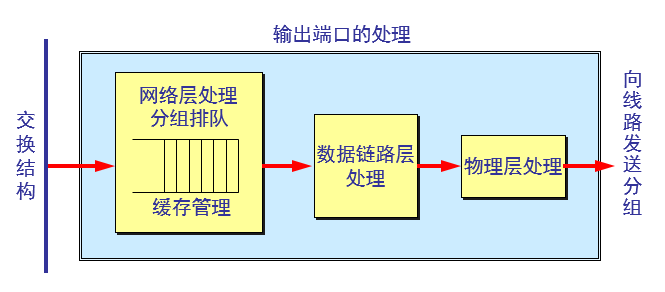 输出端口的处理
交换结构
网络层处理
分组排队
缓存管理
数据链路层
处理
物理层处理
向线路发送分组